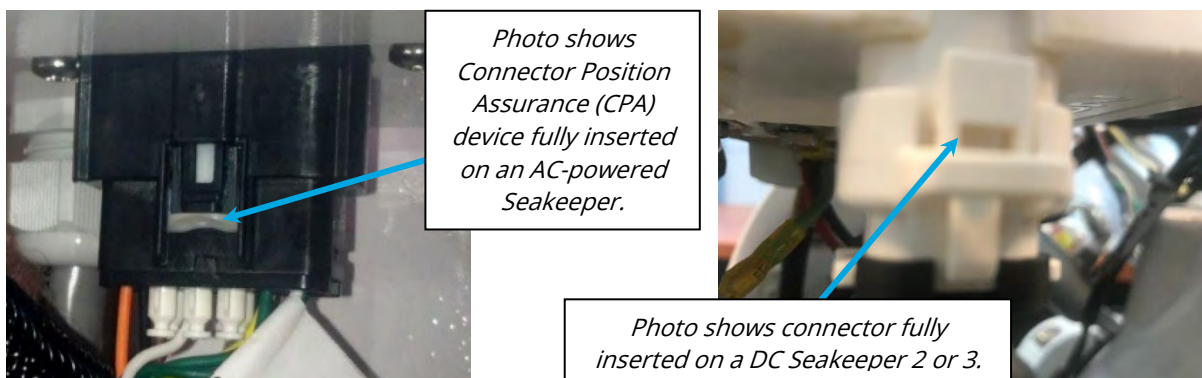 Photo shows
Connector Position
Assurance (CPA)
device fully inserted
on an AC-powered
Seakeeper.
Photo shows connector fully
inserted on a DC Seakeeper 2 or 3.